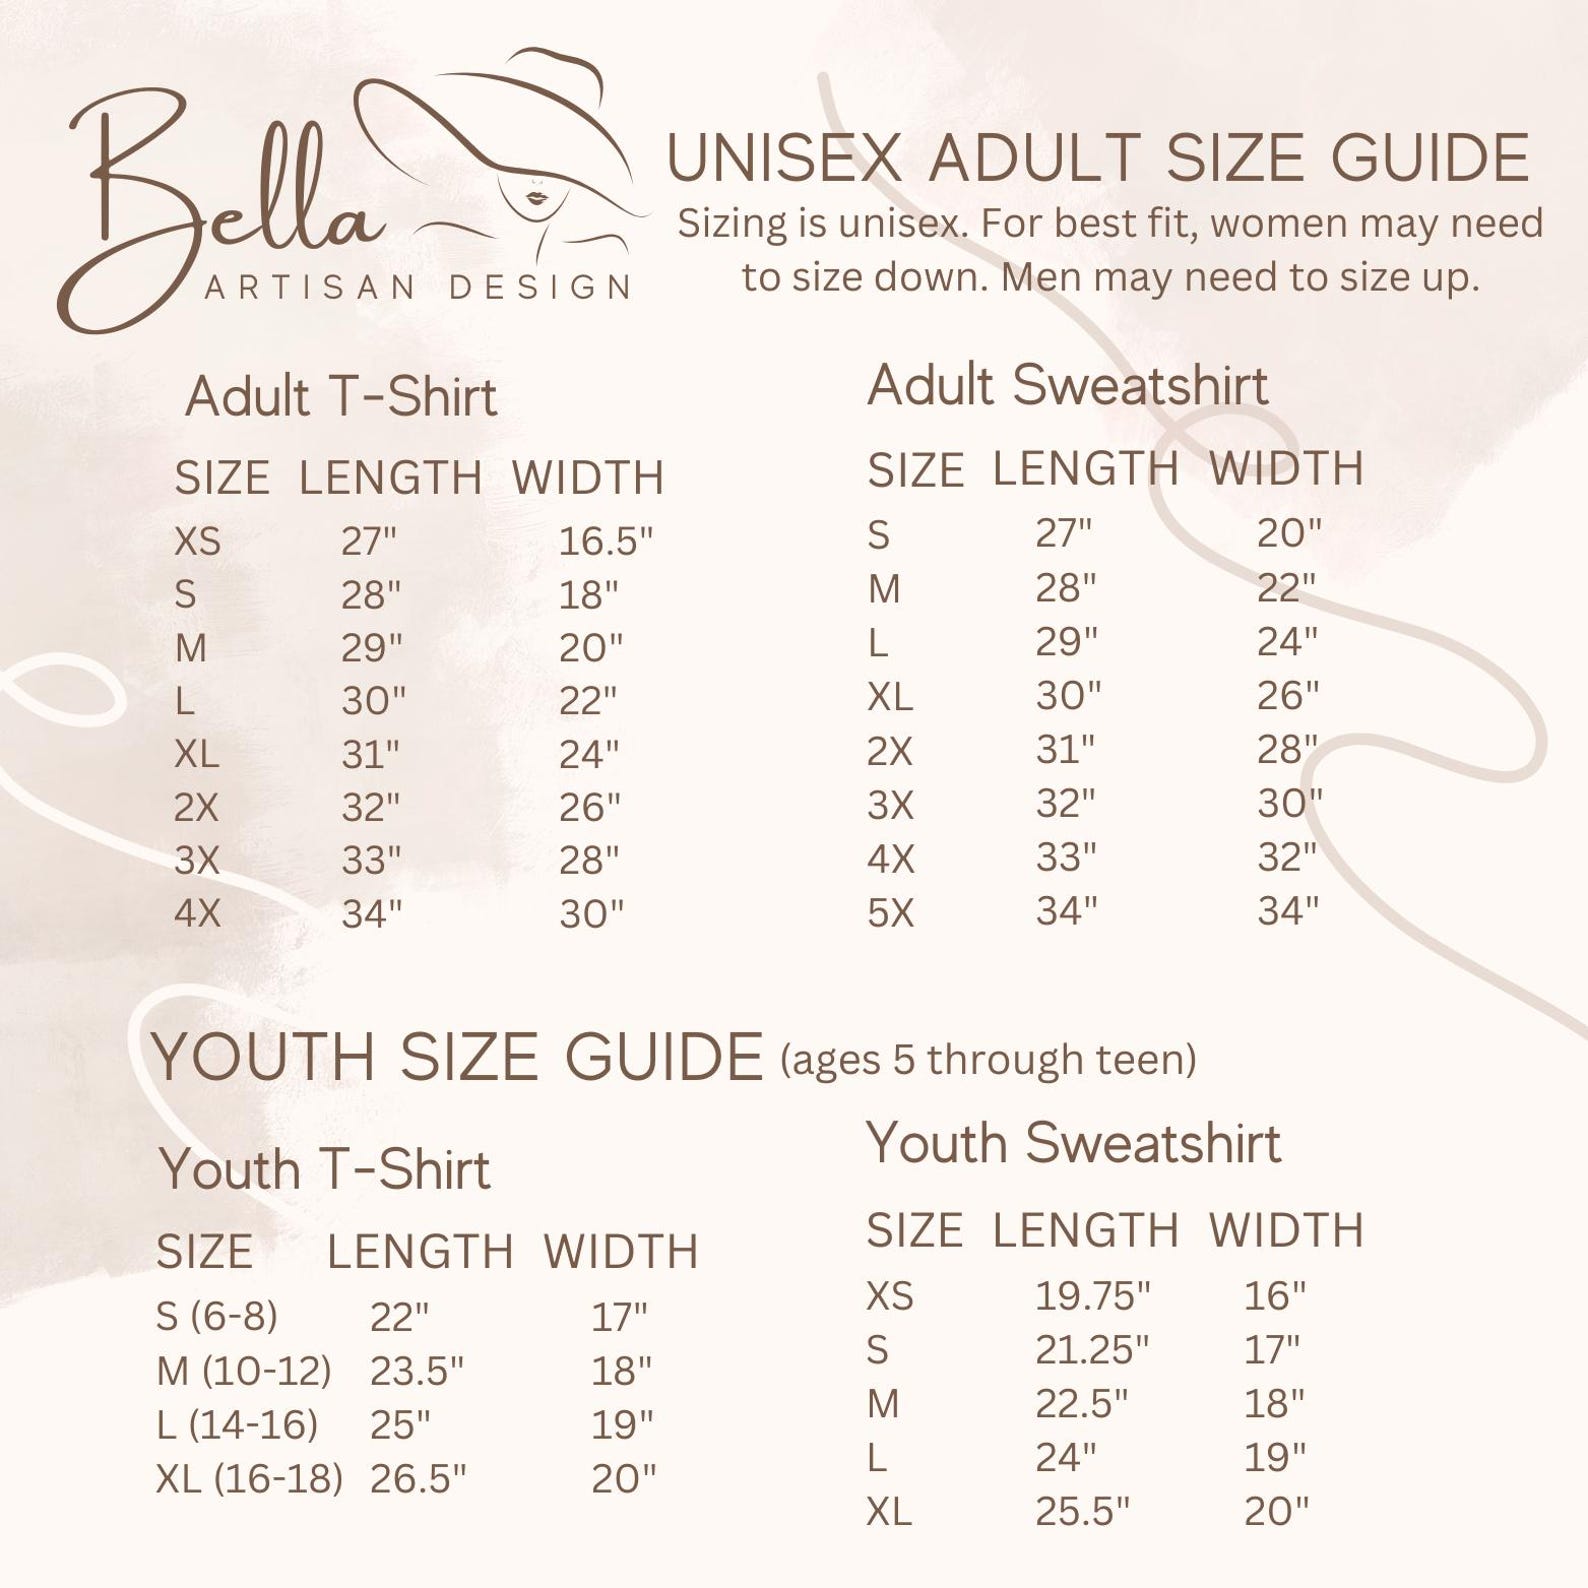 Bella
ARTISAN DESIGN
UNISEX ADULT SIZE GUIDE
Sizing is unisex. For best fit, women may need
to size down. Men may need to size up.
Adult T-Shirt
SIZE LENGTH WIDTH
XS 27" 16.5"
S 28" 18"
M 29" 20"
L 30" 22"
XL 31" 24"
2X 32" 26"
3X 33" 28"
4X 34" 30"
Adult Sweatshirt
SIZE LENGTH WIDTH
S 27" 20"
M 28" 22"
L 29" 24"
XL 30" 26"
2X 31" 28"
3X 32" 30"
4X 33" 32"
5X 34" 34"
YOUTH SIZE GUIDE (ages 5 through teen)
Youth T-Shirt
SIZE LENGTH WIDTH
S (6-8) 22" 17"
M (10-12) 23.5" 18"
L (14-16) 25" 19"
XL (16-18) 26.5" 20"
Youth Sweatshirt
SIZE LENGTH WIDTH
XS 19.75" 16"
S 21.25" 17"
M 22.5" 18"
L 24" 19"
XL 25.5" 20"